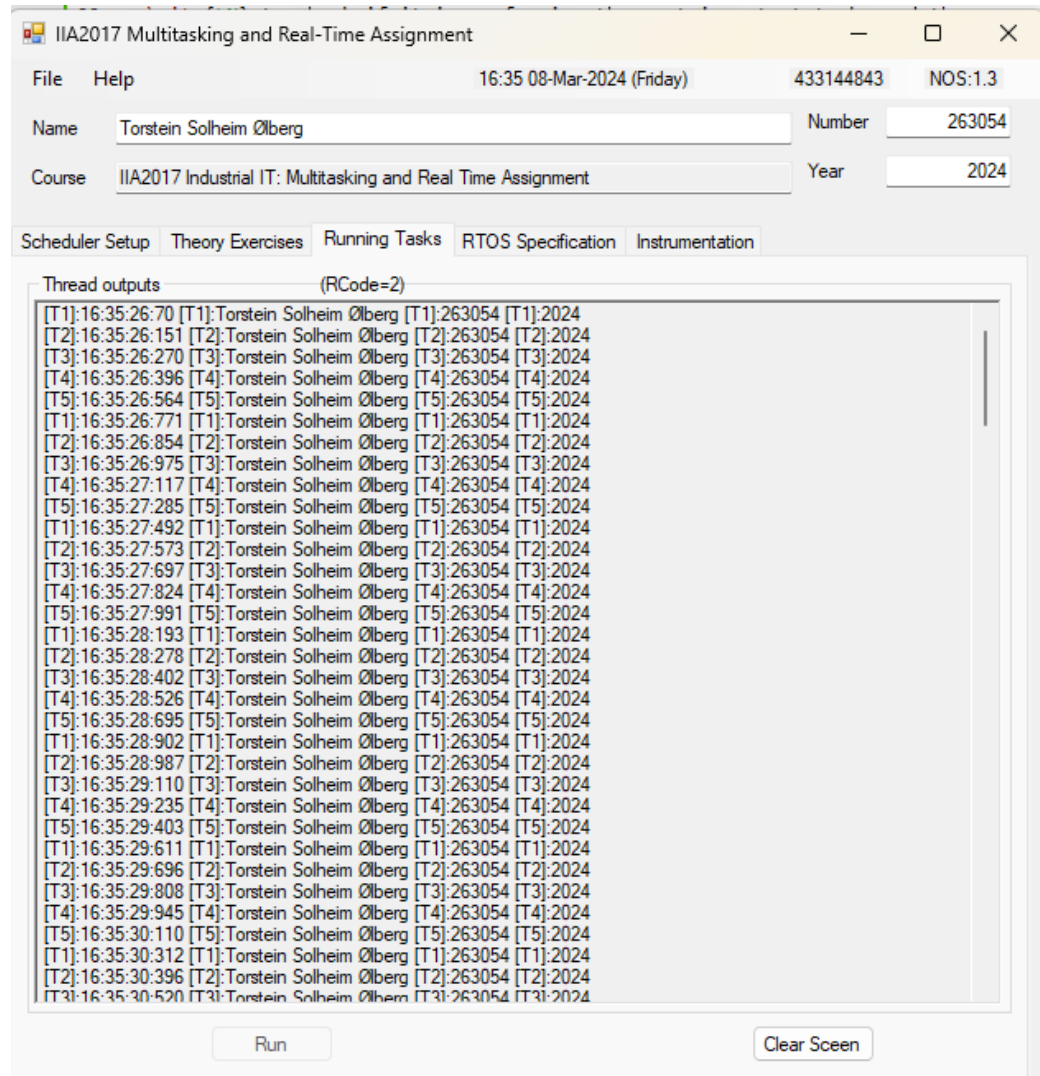 IIA2017 Multitasking and Real-Time Assignment
File Help 16:35 08-Mar-2024 (Friday) 433144843 NOS:1.3
Name Torstein Solheim Ølberg Number 263054
Course IIA2017 Industrial IT: Multitasking and Real Time Assignment Year 2024
Scheduler Setup Theory Exercises Running Tasks RTOS Specification Instrumentation
Thread outputs (RCode=2)
[T1]:16:35:26:70 [T1]:Torstein Solheim Ølberg [T1]:263054 [T1]:2024
[T2]:16:35:26:151 [T2]:Torstein Solheim Ølberg [T2]:263054 [T2]:2024
[T3]:16:35:26:270 [T3]:Torstein Solheim Ølberg [T3]:263054 [T3]:2024
[T4]:16:35:26:396 [T4]:Torstein Solheim Ølberg [T4]:263054 [T4]:2024
[T5]:16:35:26:564 [T5]:Torstein Solheim Ølberg [T5]:263054 [T5]:2024
[T1]:16:35:26:771 [T1]:Torstein Solheim Ølberg [T1]:263054 [T1]:2024
[T2]:16:35:26:854 [T2]:Torstein Solheim Ølberg [T2]:263054 [T2]:2024
[T3]:16:35:26:975 [T3]:Torstein Solheim Ølberg [T3]:263054 [T3]:2024
[T4]:16:35:27:117 [T4]:Torstein Solheim Ølberg [T4]:263054 [T4]:2024
[T5]:16:35:27:285 [T5]:Torstein Solheim Ølberg [T5]:263054 [T5]:2024
[T1]:16:35:27:492 [T1]:Torstein Solheim Ølberg [T1]:263054 [T1]:2024
[T2]:16:35:27:573 [T2]:Torstein Solheim Ølberg [T2]:263054 [T2]:2024
[T3]:16:35:27:697 [T3]:Torstein Solheim Ølberg [T3]:263054 [T3]:2024
[T4]:16:35:27:824 [T4]:Torstein Solheim Ølberg [T4]:263054 [T4]:2024
[T5]:16:35:27:991 [T5]:Torstein Solheim Ølberg [T5]:263054 [T5]:2024
[T1]:16:35:28:193 [T1]:Torstein Solheim Ølberg [T1]:263054 [T1]:2024
[T2]:16:35:28:278 [T2]:Torstein Solheim Ølberg [T2]:263054 [T2]:2024
[T3]:16:35:28:402 [T3]:Torstein Solheim Ølberg [T3]:263054 [T3]:2024
[T4]:16:35:28:526 [T4]:Torstein Solheim Ølberg [T4]:263054 [T4]:2024
[T5]:16:35:28:695 [T5]:Torstein Solheim Ølberg [T5]:263054 [T5]:2024
[T1]:16:35:28:902 [T1]:Torstein Solheim Ølberg [T1]:263054 [T1]:2024
[T2]:16:35:28:987 [T2]:Torstein Solheim Ølberg [T2]:263054 [T2]:2024
[T3]:16:35:29:110 [T3]:Torstein Solheim Ølberg [T3]:263054 [T3]:2024
[T4]:16:35:29:235 [T4]:Torstein Solheim Ølberg [T4]:263054 [T4]:2024
[T5]:16:35:29:403 [T5]:Torstein Solheim Ølberg [T5]:263054 [T5]:2024
[T1]:16:35:29:611 [T1]:Torstein Solheim Ølberg [T1]:263054 [T1]:2024
[T2]:16:35:29:696 [T2]:Torstein Solheim Ølberg [T2]:263054 [T2]:2024
[T3]:16:35:29:808 [T3]:Torstein Solheim Ølberg [T3]:263054 [T3]:2024
[T4]:16:35:29:945 [T4]:Torstein Solheim Ølberg [T4]:263054 [T4]:2024
[T5]:16:35:30:110 [T5]:Torstein Solheim Ølberg [T5]:263054 [T5]:2024
[T1]:16:35:30:312 [T1]:Torstein Solheim Ølberg [T1]:263054 [T1]:2024
[T2]:16:35:30:396 [T2]:Torstein Solheim Ølberg [T2]:263054 [T2]:2024
[T3]:16:35:30:520 [T3]:Torstein Solheim Ølberg [T3]:263054 [T3]:2024
Run Clear Sceen